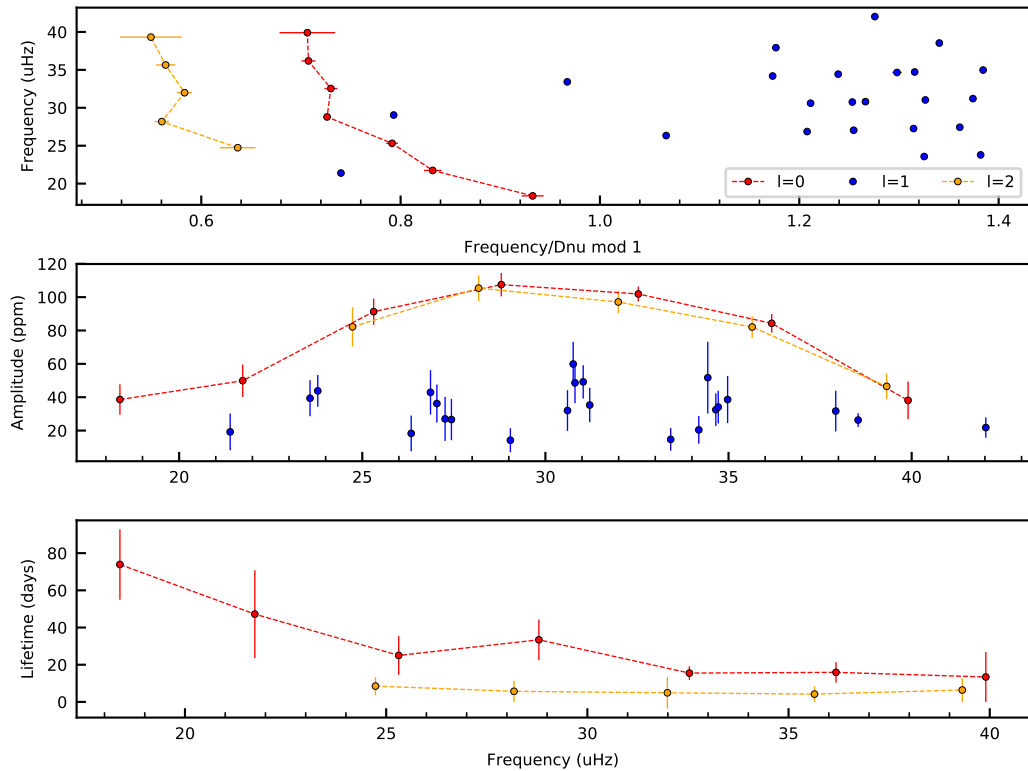 Frequency (uHz)
40
35
30
25
20
l=0 l=1 l=2
0.6 0.8 1.0 1.2 1.4
Frequency/Dnu mod 1
Amplitude (ppm)
120
100
80
60
40
20
20 25 30 35 40
Lifetime (days)
80
60
40
20
0
20 25 30 35 40
Frequency (uHz)